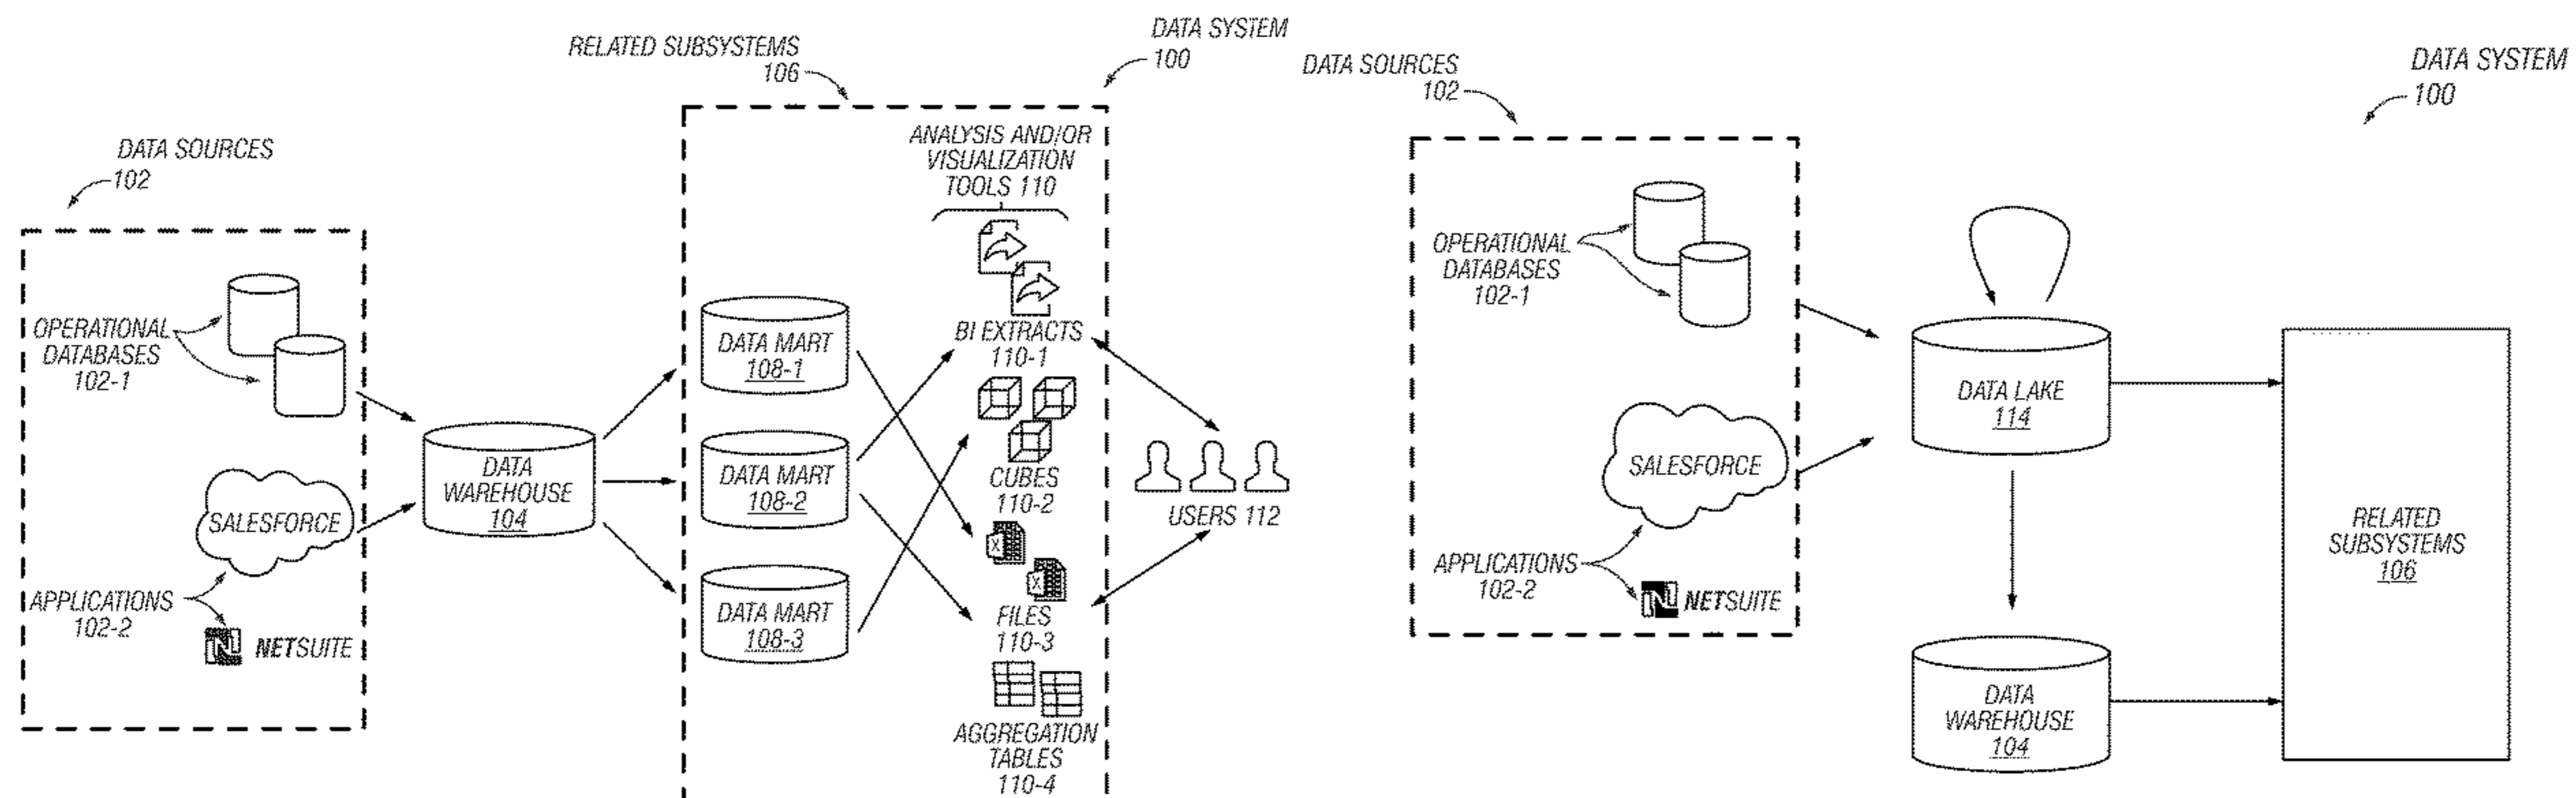 DATA SYSTEM
100
RELATED SUBSYSTEMS
106
DATA SOURCES
102
OPERATIONAL
DATABASES
102-1
SALESFORCE
APPLICATIONS
102-2
NETSUITE
DATA
WAREHOUSE
104
DATA MART
108-1
DATA MART
108-2
DATA MART
108-3
ANALYSIS AND/OR
VISUALIZATION
TOOLS 110
BI EXTRACTS
110-1
CUBES
110-2
X
X
FILES
110-3
AGGREGATION
TABLES
110-4
USERS 112
DATA SYSTEM
100
DATA SOURCES
102
OPERATIONAL
DATABASES
102-1
SALESFORCE
APPLICATIONS
102-2
NETSUITE
DATA LAKE
114
DATA
WAREHOUSE
104
RELATED
SUBSYSTEMS
106